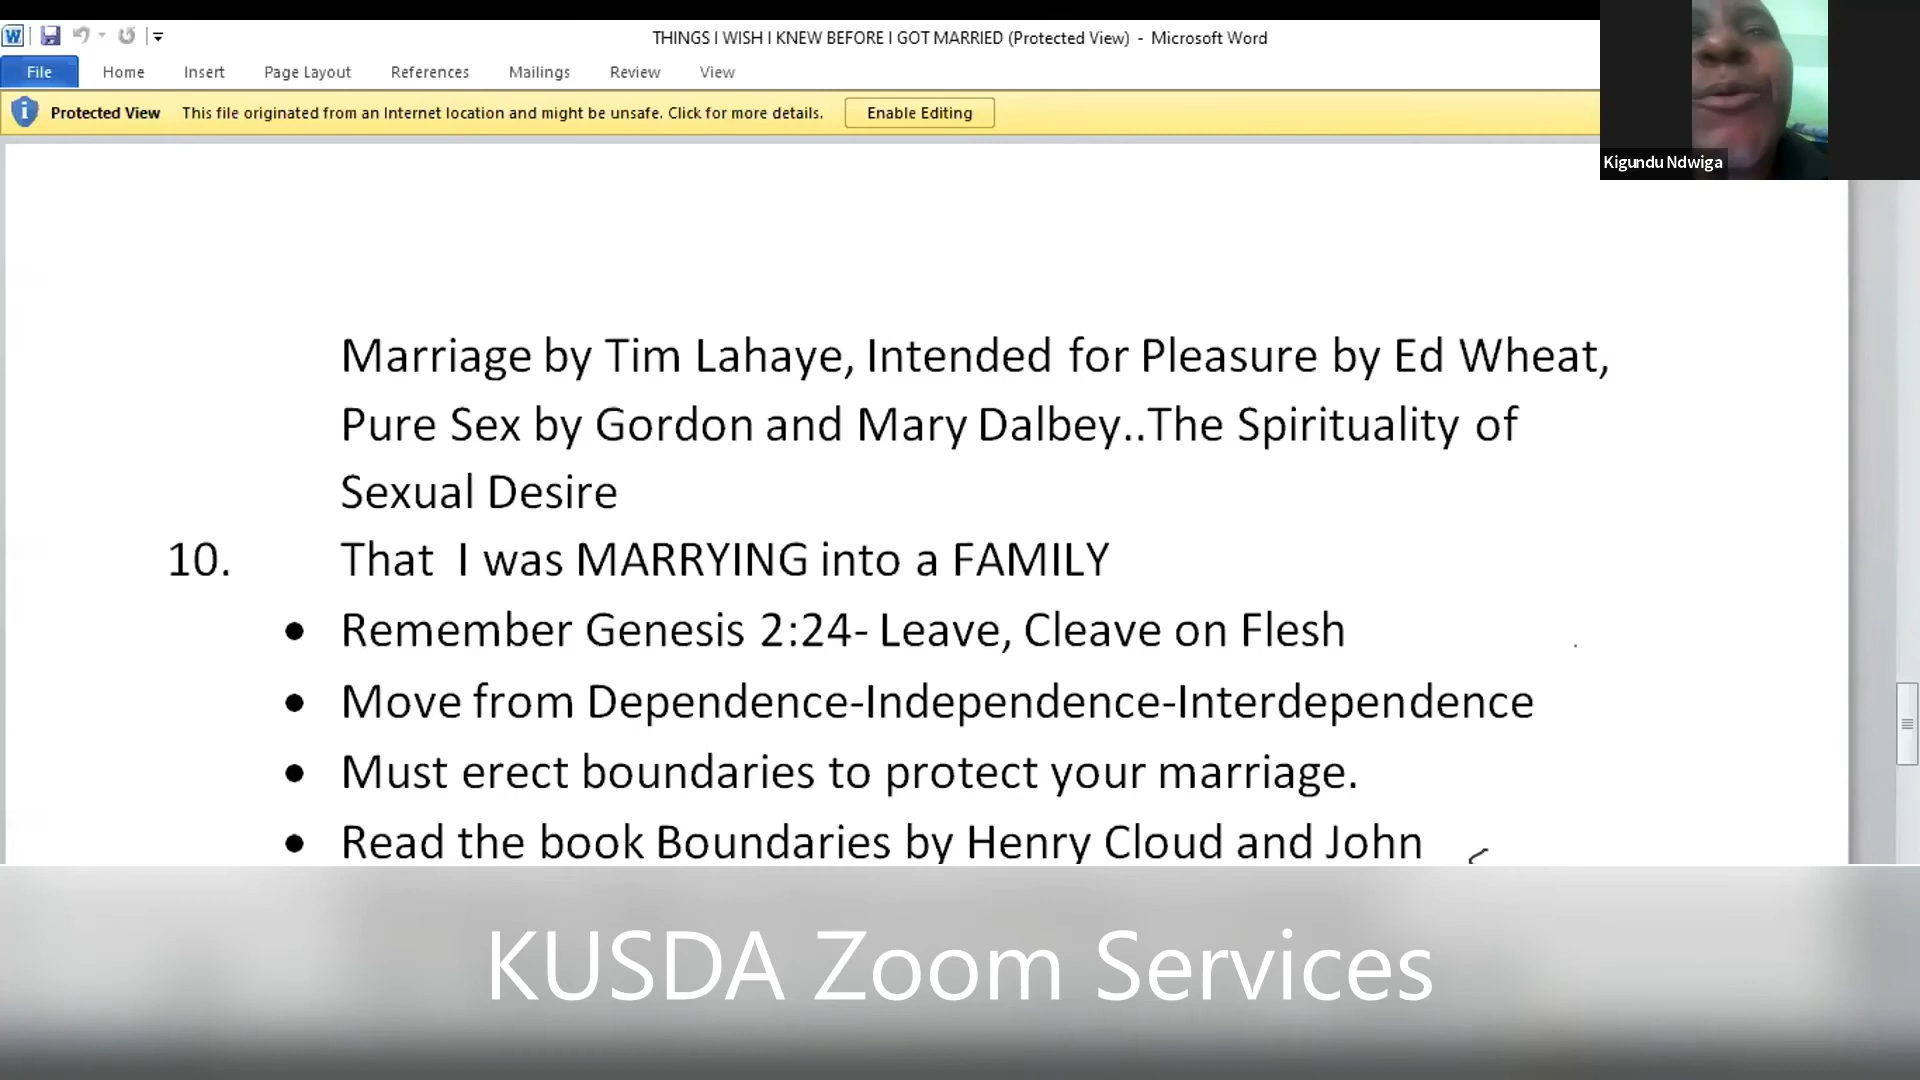 THINGS I WISH I KNEW BEFORE I GOT MARRIED (Protected View) - Microsoft Word
File Home Insert Page Layout References Mailings Review View
Protected View This file originated from an Internet location and might be unsafe. Click for more details. Enable Editing
Kigundu Ndwiga
Marriage by Tim Lahaye, Intended for Pleasure by Ed Wheat,
Pure Sex by Gordon and Mary Dalbey..The Spirituality of
Sexual Desire
10. That I was MARRYING into a FAMILY
• Remember Genesis 2:24- Leave, Cleave on Flesh
• Move from Dependence-Independence-Interdependence
• Must erect boundaries to protect your marriage.
• Read the book Boundaries by Henry Cloud and John
KUSDA Zoom Services